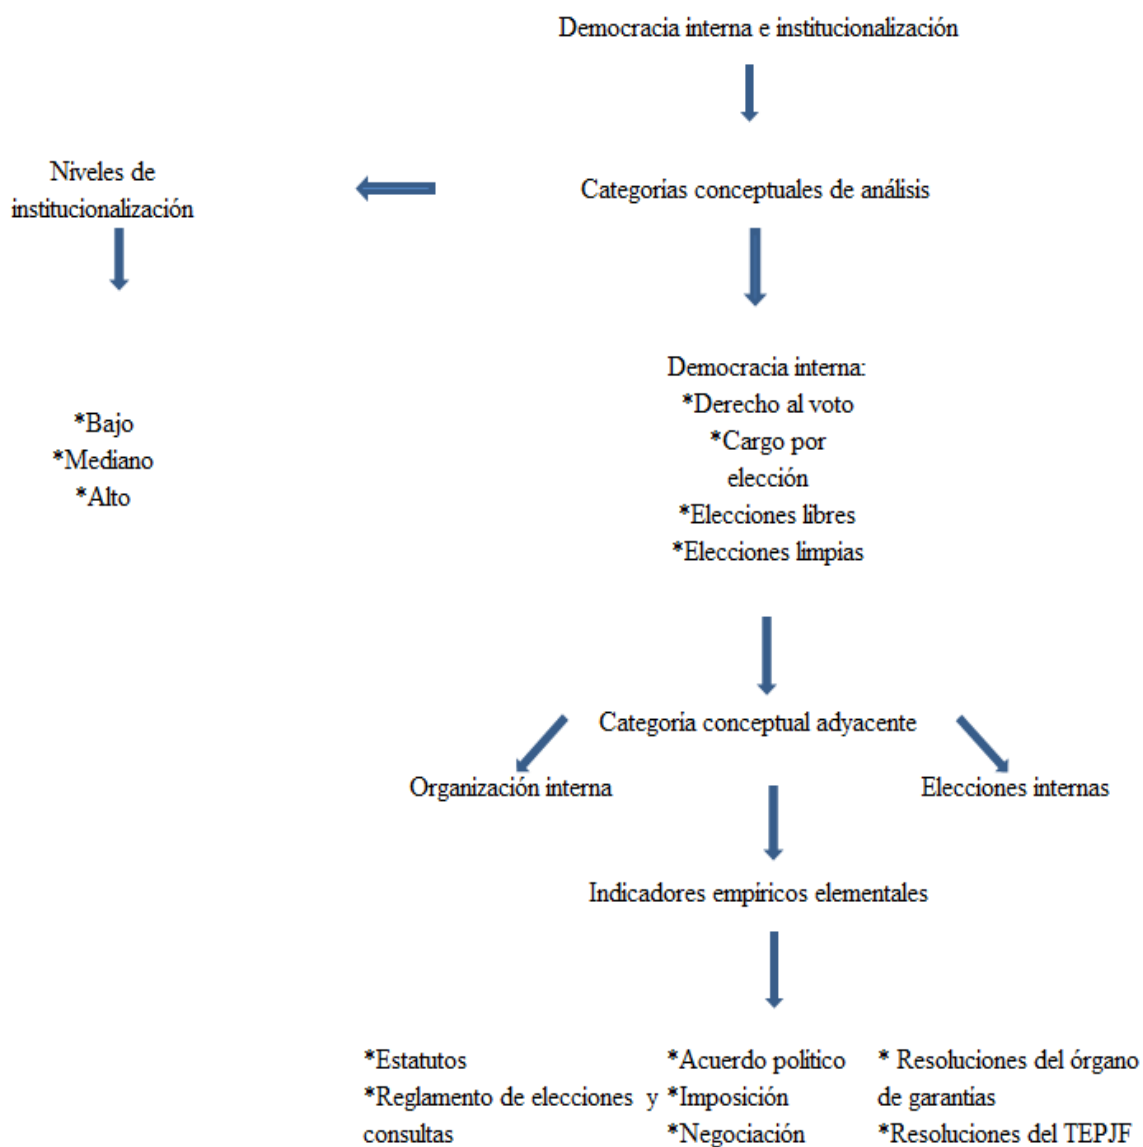 Democracia interna e institucionalización
Niveles de
institucionalización
Categorías conceptuales de análisis
*Bajo
*Mediano
*Alto
Democracia interna:
*Derecho al voto
*Cargo por
elección
*Elecciones libres
*Elecciones limpias
Categoría conceptual adyacente
Organización interna
Elecciones internas
Indicadores empíricos elementales
*Estatutos
*Reglamento de elecciones y
consultas
*Acuerdo político
*Imposición
*Negociación
* Resoluciones del órgano
de garantías
*Resoluciones del TEPJF